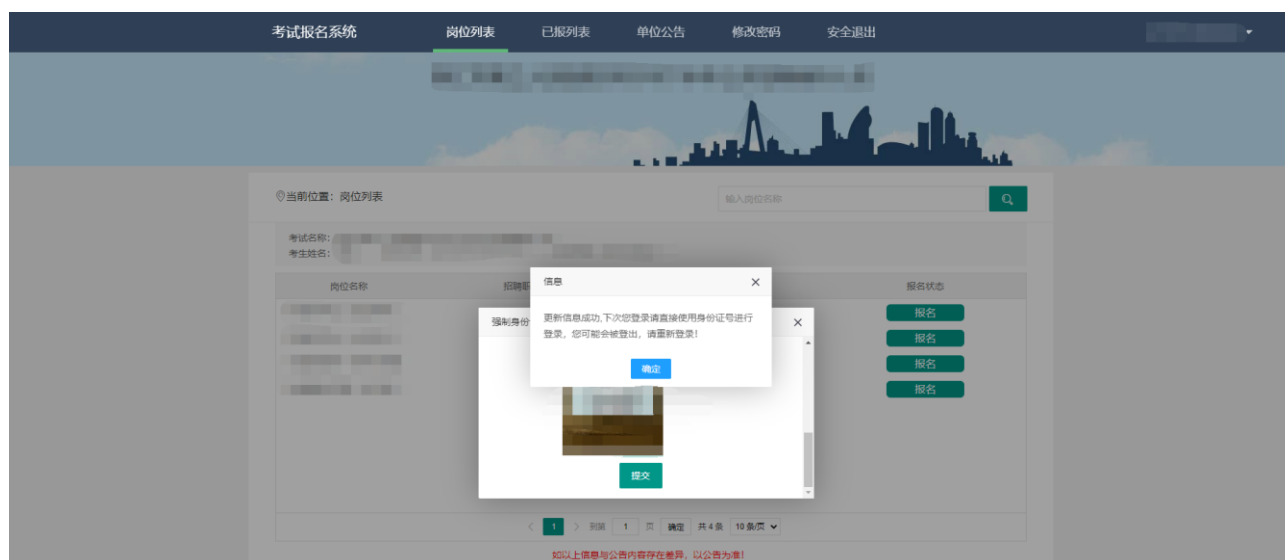 考试报名系统
岗位列表
已报列表
单位公告
修改密码
安全退出
当前位置：岗位列表
输入岗位名称
考试名称：
考生姓名：
岗位名称
招聘
报名状态
信息
更新信息成功,下次您登录请直接使用身份证号进行
登录，您可能会被登出，请重新登录!
确定
强制身份
报名
报名
报名
报名
提交
1
到第 1 页 确定 共 4 条 10 条/页
如以上信息与公告内容存在差异，以公告为准!